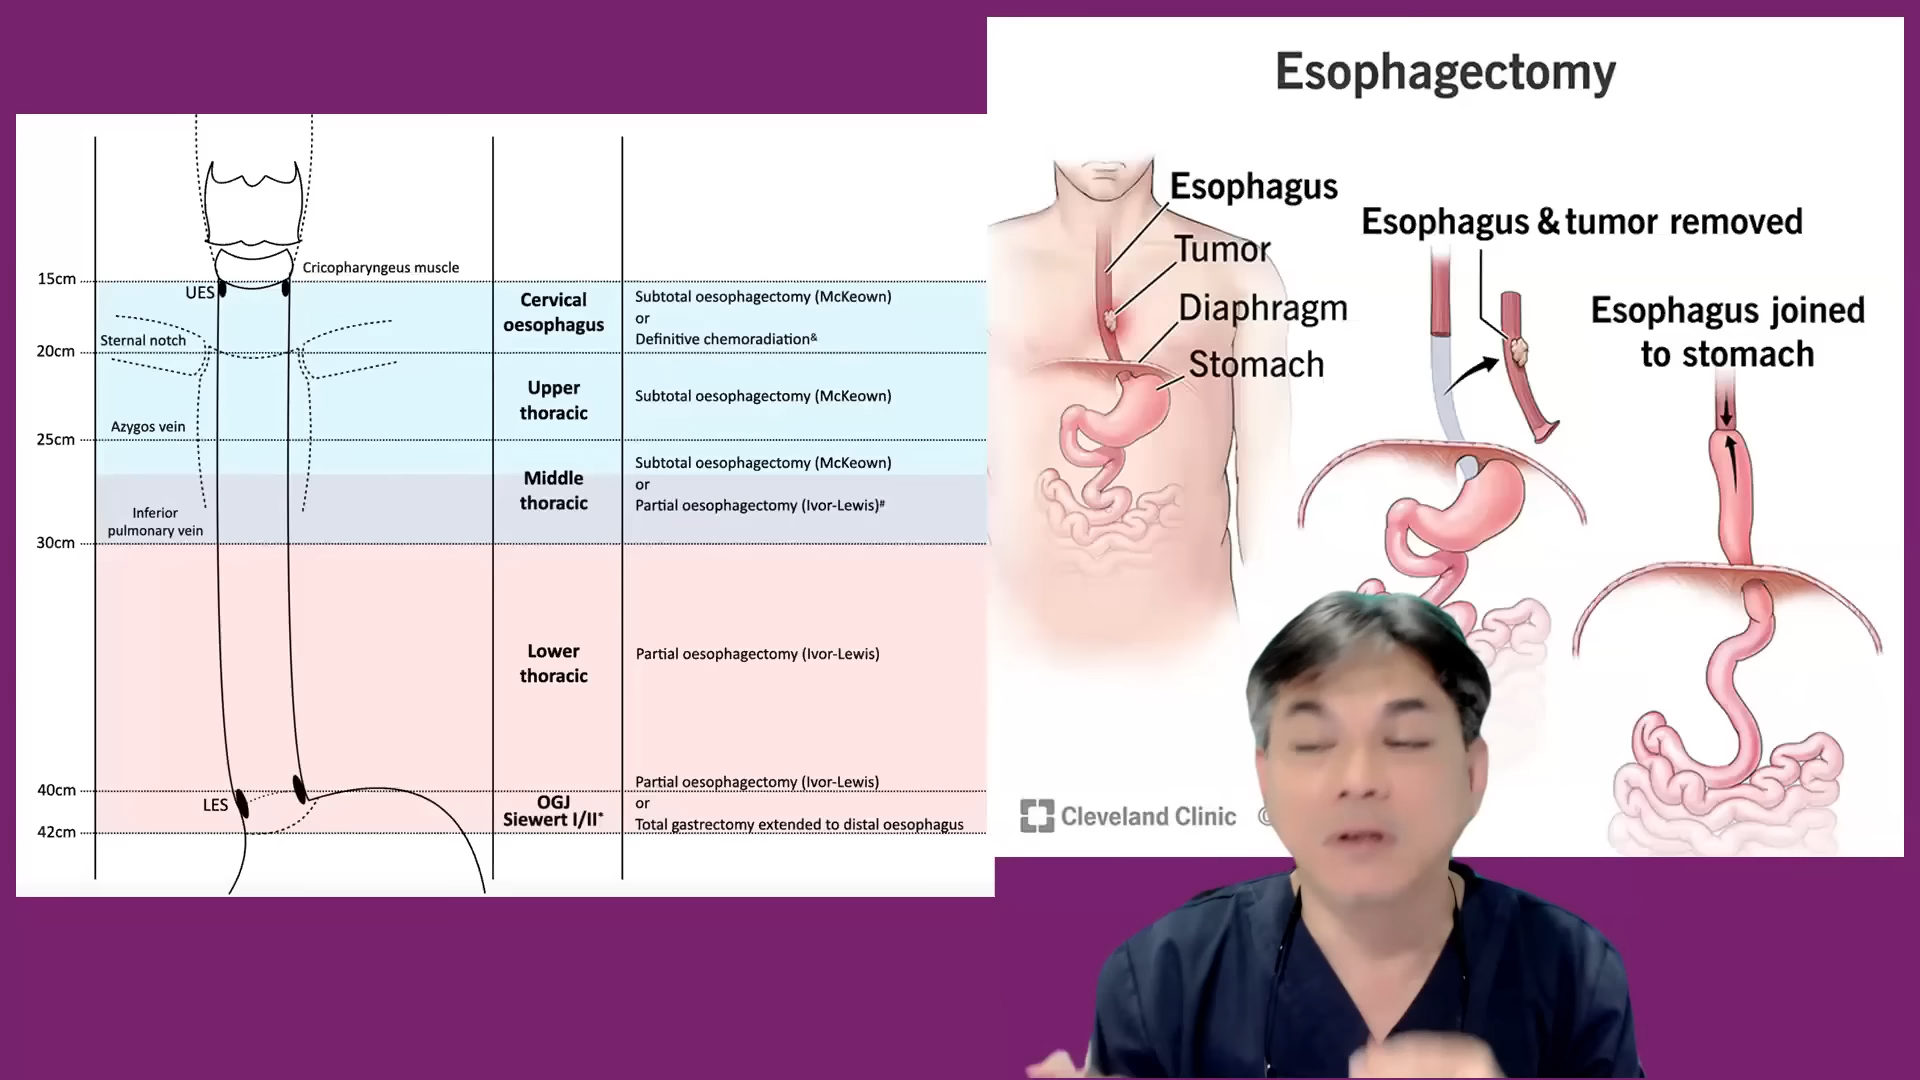 Cricopharyngeus muscle
15cm
UES
Sternal notch
20cm
Azygos vein
25cm
Inferior
pulmonary vein
30cm
40cm
LES
42cm
Cervical
oesophagus
Subtotal oesophagectomy (McKeown)
or
Definitive chemoradiation&
Upper
thoracic
Subtotal oesophagectomy (McKeown)
Middle
thoracic
Subtotal oesophagectomy (McKeown)
or
Partial oesophagectomy (Ivor-Lewis)#
Lower
thoracic
Partial oesophagectomy (Ivor-Lewis)
OGJ
Siewert I/II*
Partial oesophagectomy (Ivor-Lewis)
or
Total gastrectomy extended to distal oesophagus
Esophagectomy
Esophagus
Tumor
Diaphragm
Stomach
Esophagus & tumor removed
Esophagus joined
to stomach
Cleveland Clinic